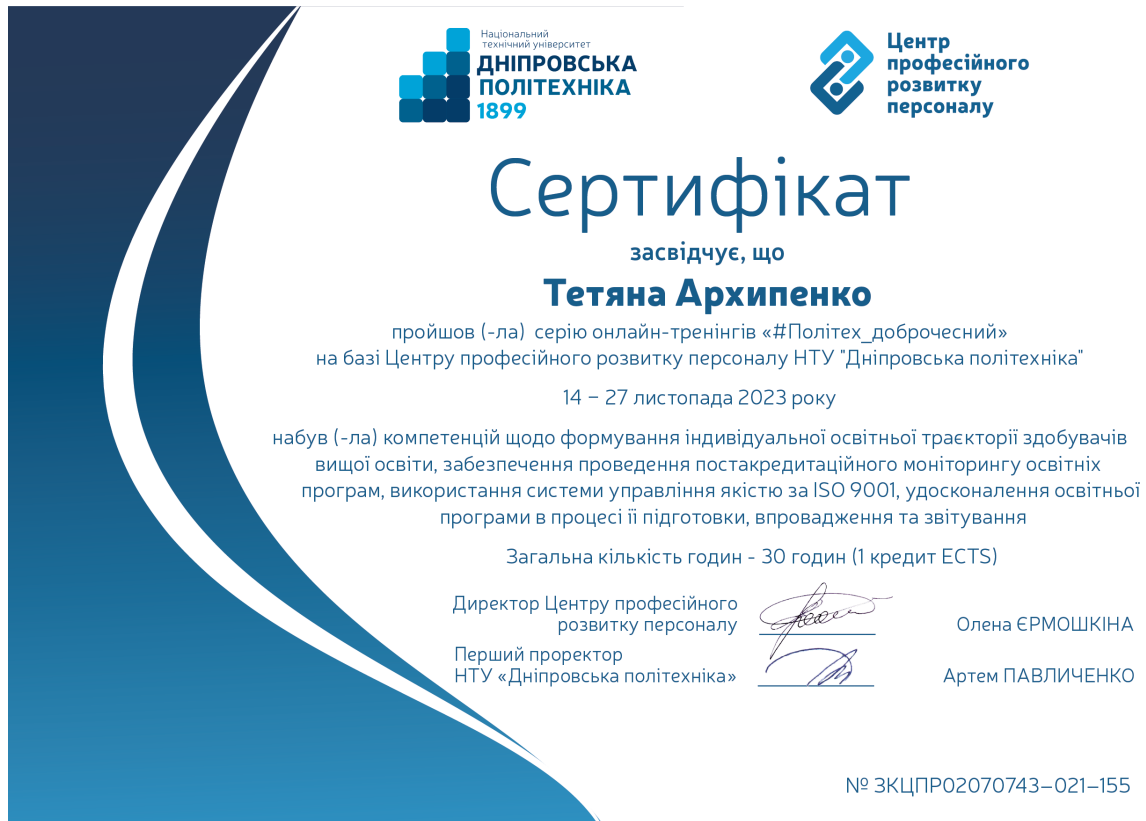 Національний
технічний університет
ДНІПРОВСЬКА
ПОЛІТЕХНІКА
1899
Центр
професійного
розвитку
персоналу
Сертифікат
засвідчує, що
Тетяна Архипенко
пройшов (-ла) серію онлайн-тренінгів «#Політех_доброчесний»
на базі Центру професійного розвитку персоналу НТУ "Дніпровська політехніка"
14 – 27 листопада 2023 року
набув (-ла) компетенцій щодо формування індивідуальної освітньої траєкторії здобувачів
вищої освіти, забезпечення проведення постакредитаційного моніторингу освітніх
програм, використання системи управління якістю за ISO 9001, удосконалення освітньої
програми в процесі її підготовки, впровадження та звітування
Загальна кількість годин - 30 годин (1 кредит ECTS)
Директор Центру професійного
розвитку персоналу
Олена ЄРМОШКІНА
Перший проректор
НТУ «Дніпровська політехніка»
Артем ПАВЛИЧЕНКО
№ ЗКЦПР02070743–021–155